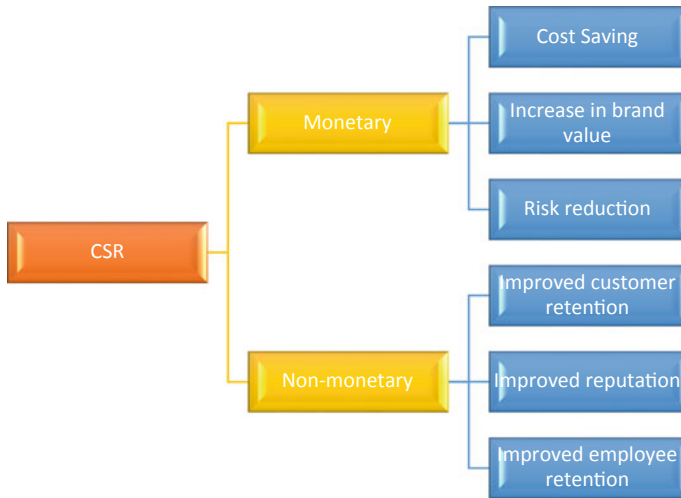 CSR
Monetary
Cost Saving
Increase in brand
value
Risk reduction
Non-monetary
Improved customer
retention
Improved reputation
Improved employee
retention